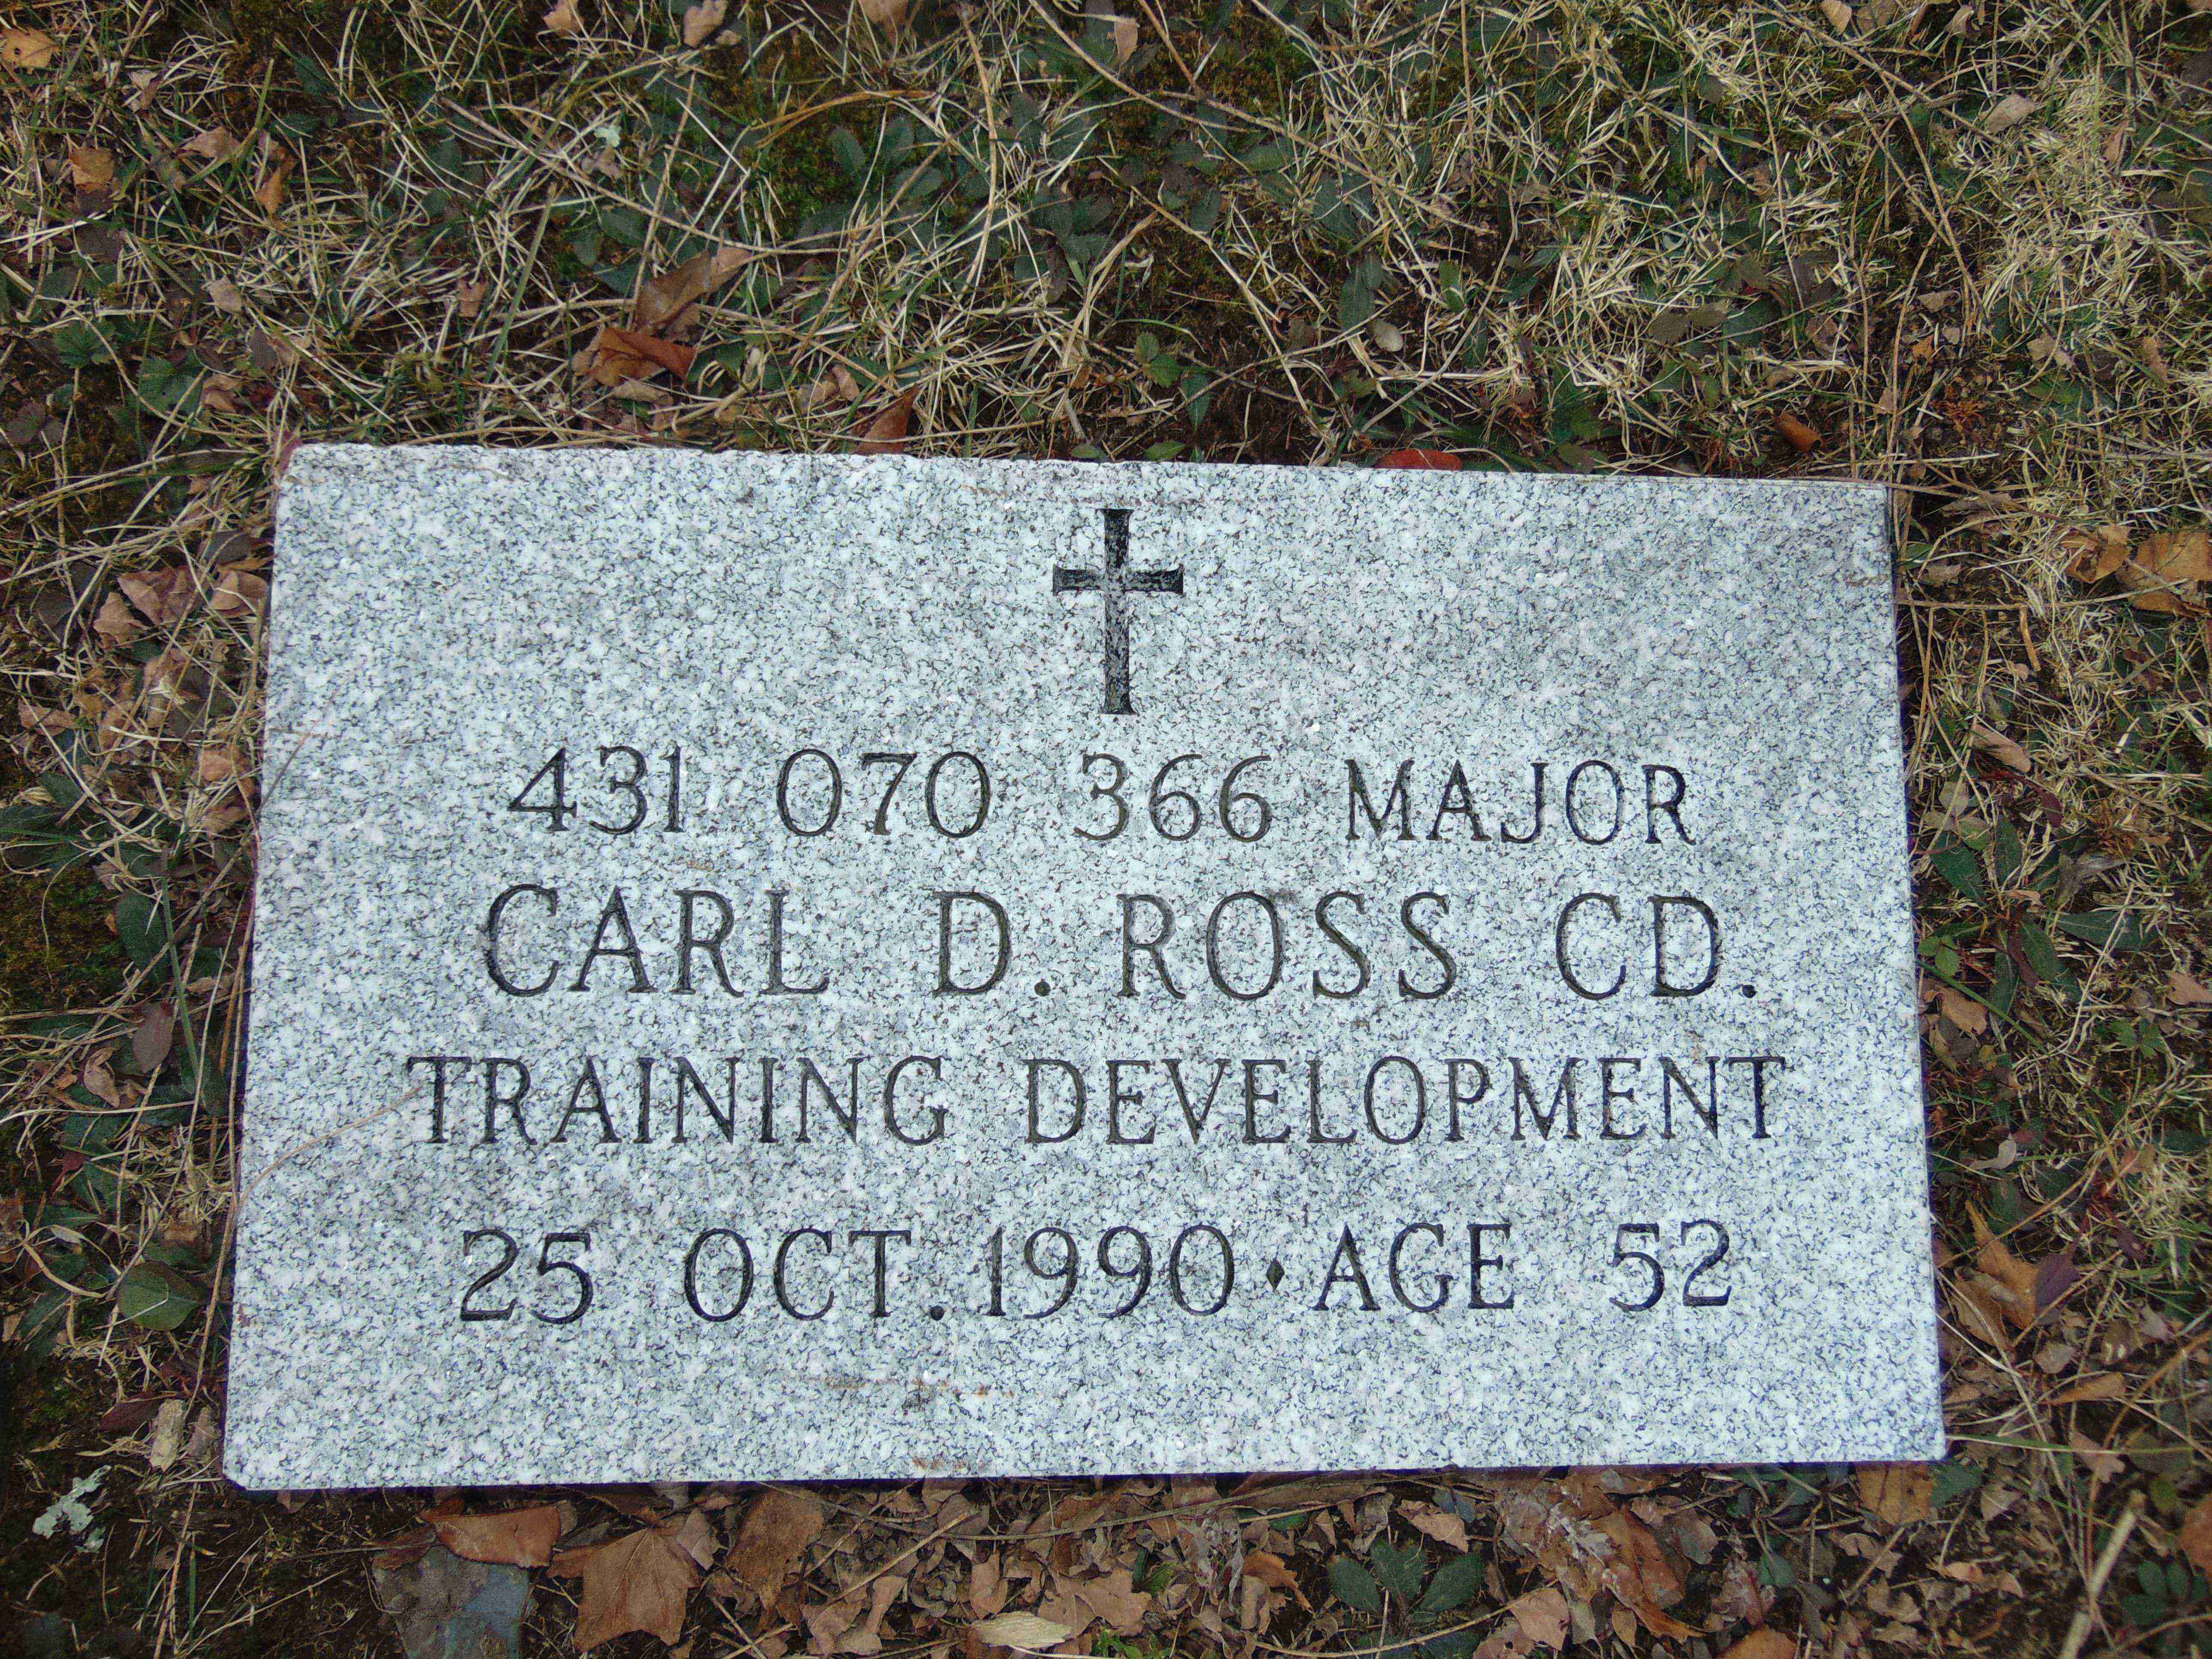 431 070 366 MAJOR
CARL D. ROSS CD.
TRAINING DEVELOPMENT
25 OCT. 1990 ⬧ AGE 52